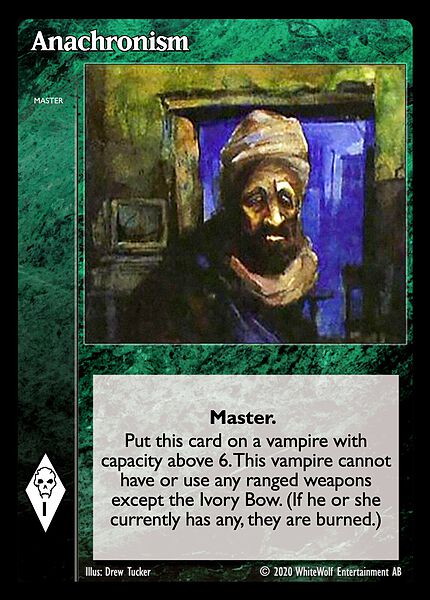 Anachronism
MASTER
Master.
Put this card on a vampire with
capacity above 6. This vampire cannot
have or use any ranged weapons
except the Ivory Bow. (If he or she
currently has any, they are burned.)
I
Illus: Drew Tucker
© 2020 WhiteWolf Entertainment AB